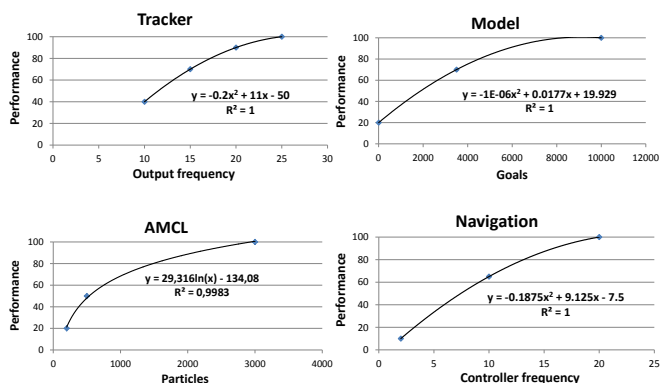 Tracker
Performance
100
80
60
40
20
0
y = -0.2x² + 11x - 50
R² = 1
0 5 10 15 20 25 30
Output frequency
Model
Performance
100
80
60
40
20
0
y = -1E-06x² + 0.0177x + 19.929
R² = 1
0 2000 4000 6000 8000 10000 12000
Goals
AMCL
Performance
100
80
60
40
20
0
y = 29,316ln(x) - 134,08
R² = 0,9983
0 1000 2000 3000 4000
Particles
Navigation
Performance
100
80
60
40
20
0
y = -0.1875x² + 9.125x - 7.5
R² = 1
0 5 10 15 20 25
Controller frequency